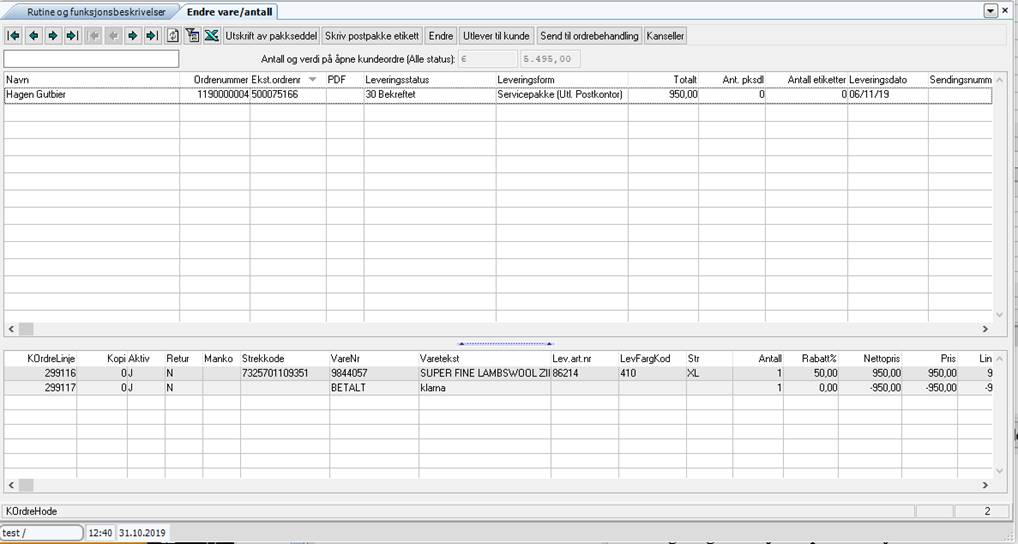 Rutine og funksjonsbeskrivelser Endre vare/antall
Utskrift av pakkseddel Skriv postpakke etikett Endre Utlever til kunde Send til ordrebehandling Kanseller
Antall og verdi på åpne kundeordre (Alle status): 6 5.495,00
Navn Ordrenummer Ekst.ordrenr PDF Leveringsstatus Leveringsform Totalt Ant. pksdl Antall etiketter Leveringsdato Sendingsnumm
Hagen Gutbier 1190000004 500075166 30 Bekreftet Servicepakke (Utl. Postkontor) 950,00 0 0 06/11/19
KOrdreLinje Kopi Aktiv Retur Manko Strekkode VareNr Varetekst Lev.art.nr LevFargKod Str Antall Rabatt% Nettopris Pris Lin
299116 0 J N 7325701109351 9844057 SUPER FINE LAMBSWOOL ZII 86214 410 XL 1 50,00 950,00 950,00 9
299117 0 J N BETALT klarna 1 0,00 -950,00 -950,00 -9
KOrdreHode 2
test / 12:40 31.10.2019